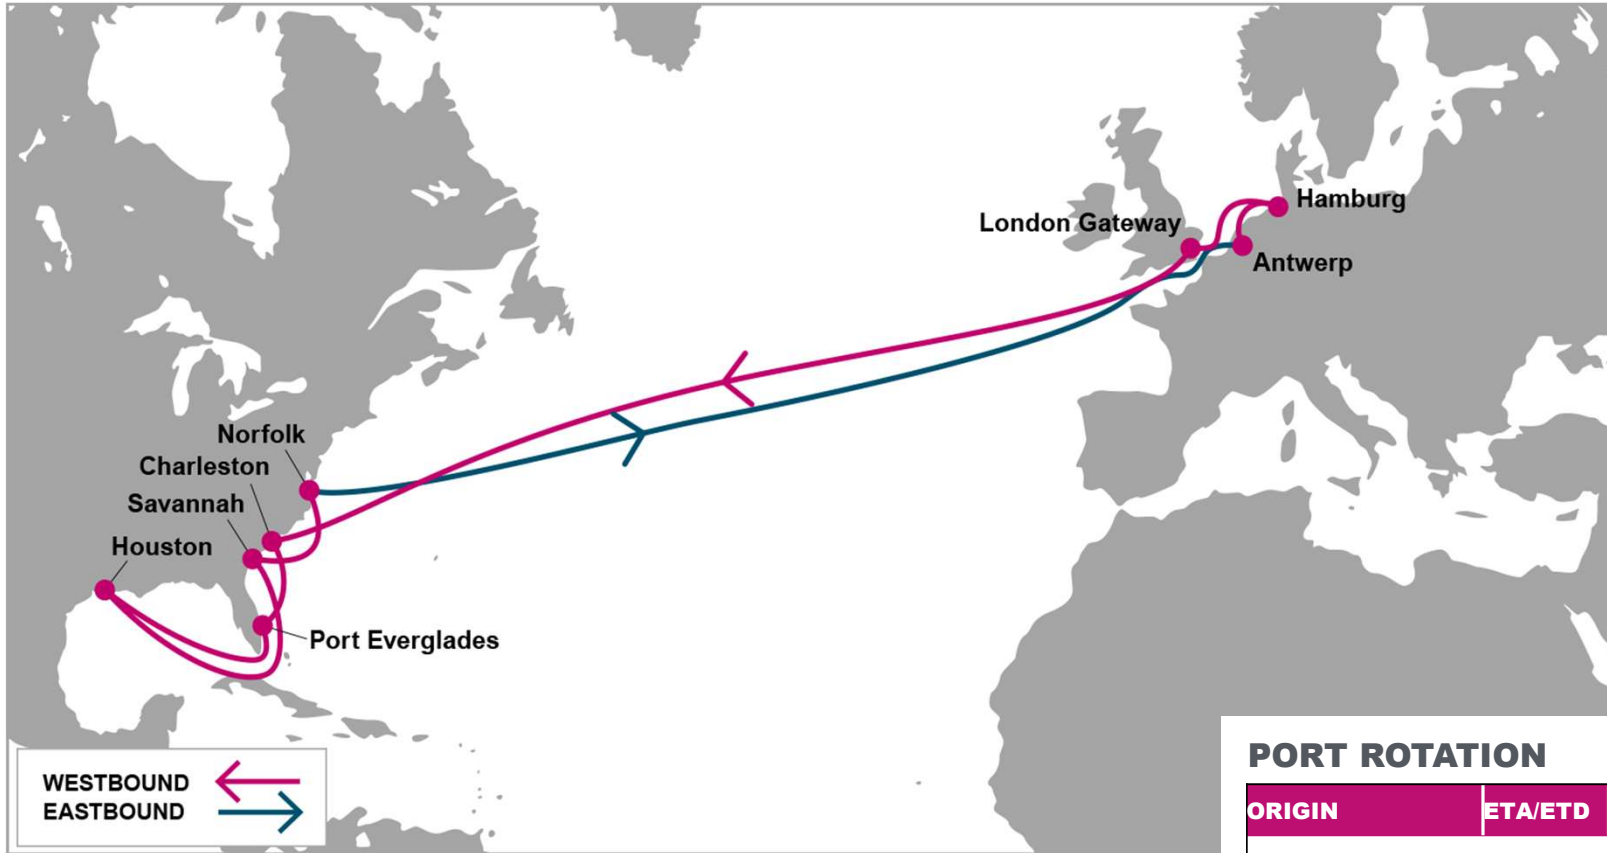 Hamburg
London Gateway
Antwerp
Norfolk
Charleston
Savannah
Houston
Port Everglades
WESTBOUND
EASTBOUND
PORT ROTATION
ORIGIN ETA/ETD